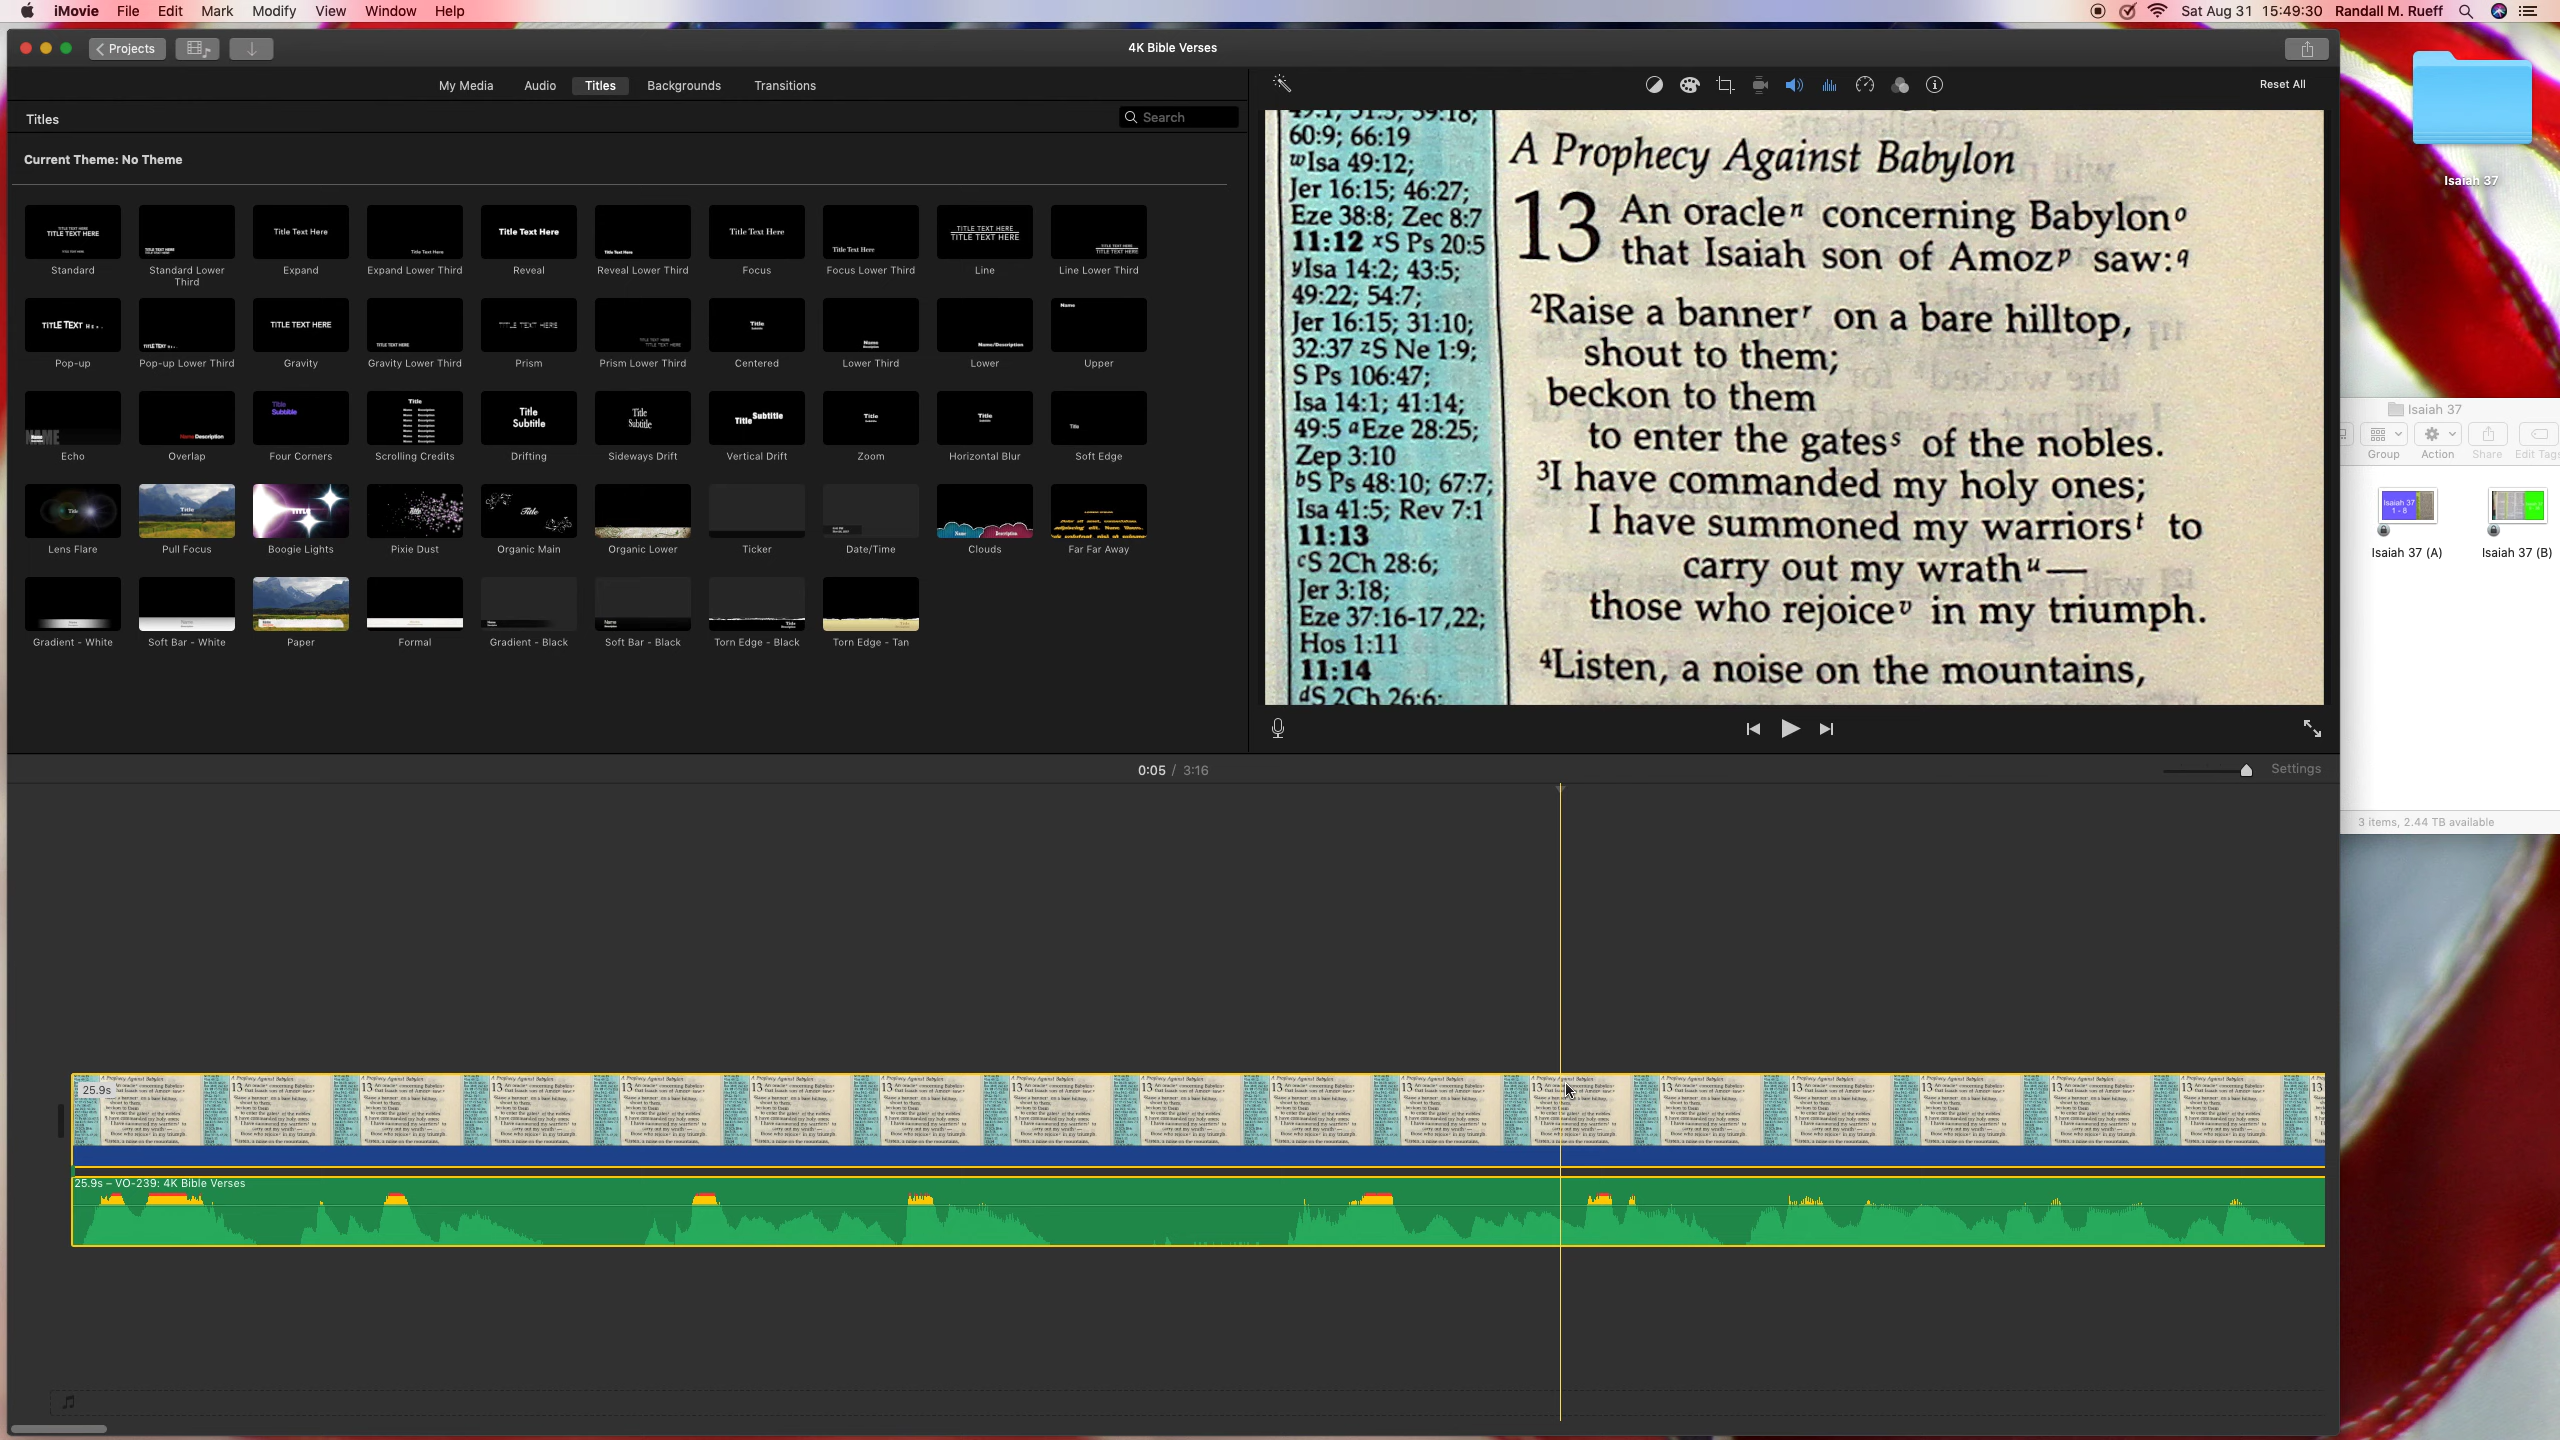 iMovie File Edit Mark Modify View Window Help
Sat Aug 31 15:49:30 Randall M. Rueff
Projects
4K Bible Verses
My Media Audio Titles Backgrounds Transitions
Reset All
Titles
Search
Current Theme: No Theme
Standard
Standard Lower Third
Expand
Expand Lower Third
Reveal
Reveal Lower Third
Focus
Focus Lower Third
Line
Line Lower Third
Pop-up
Pop-up Lower Third
Gravity
Gravity Lower Third
Prism
Prism Lower Third
Centered
Lower Third
Lower
Upper
Echo
Overlap
Four Corners
Scrolling Credits
Drifting
Sideways Drift
Vertical Drift
Zoom
Horizontal Blur
Soft Edge
Lens Flare
Pull Focus
Boogie Lights
Pixie Dust
Organic Main
Organic Lower
Ticker
Date/Time
Clouds
Far Far Away
Gradient - White
Soft Bar - White
Paper
Formal
Gradient - Black
Soft Bar - Black
Torn Edge - Black
Torn Edge - Tan
60:9; 66:19
wIsa 49:12;
Jer 16:15; 46:27;
Eze 38:8; Zec 8:7
11:12 xS Ps 20:5
yIsa 14:2; 43:5;
49:22; 54:7;
Jer 16:15; 31:10;
32:37 zS Ne 1:9;
S Ps 106:47;
Isa 14:1; 41:14;
49:5 aEze 28:25;
Zep 3:10
bS Ps 48:10; 67:7;
Isa 41:5; Rev 7:1
11:13
cS 2Ch 28:6;
Jer 3:18;
Eze 37:16-17,22;
Hos 1:11
11:14
dS 2Ch 26:6;
A Prophecy Against Babylon
13 An oraclen concerning Babylono
that Isaiah son of Amozp saw:q
2Raise a bannerr on a bare hilltop,
shout to them;
beckon to them
to enter the gatess of the nobles.
3I have commanded my holy ones;
I have summoned my warriorst to
carry out my wrathu—
those who rejoicev in my triumph.
4Listen, a noise on the mountains,
0:05 / 3:16
Settings
25.9s
25.9s – VO-239: 4K Bible Verses
Isaiah 37
Isaiah 37
Group Action Share Edit Tags
Isaiah 37
1 - 8
Isaiah 37 (A)
Isaiah 37 (B)
3 items, 2.44 TB available